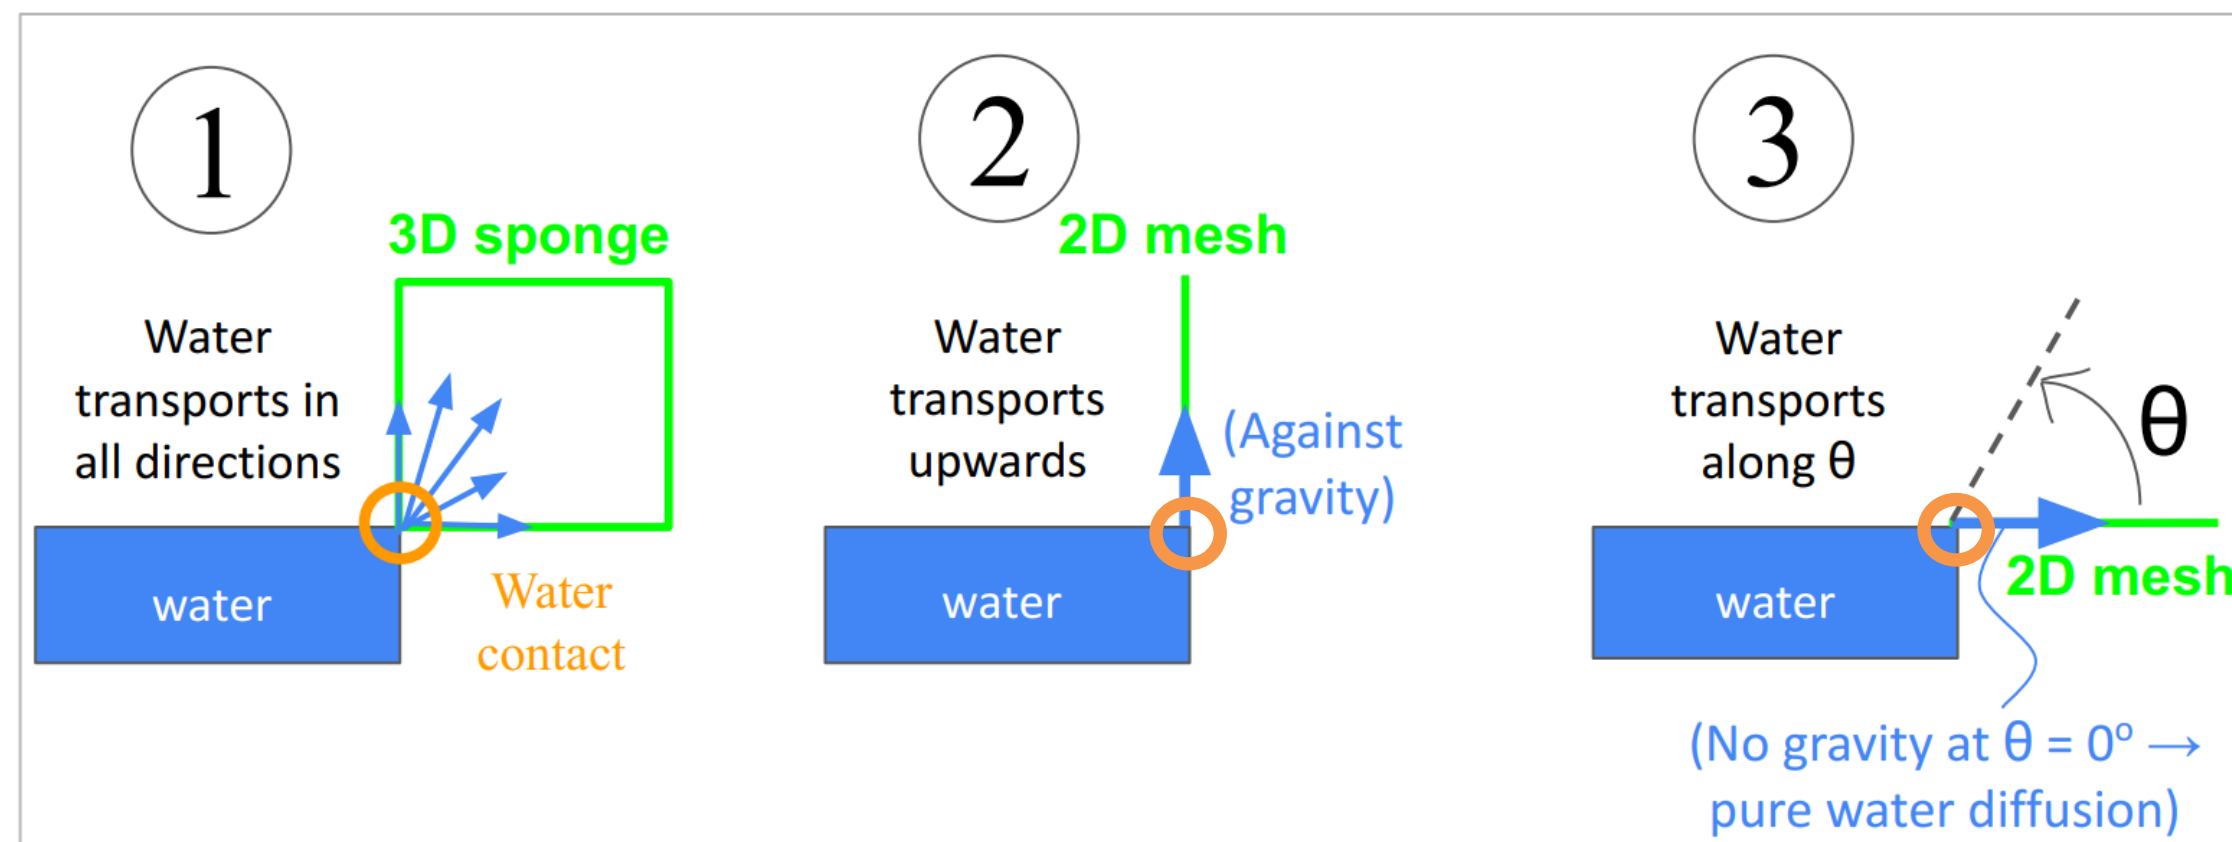 1
3D sponge
Water
transports in
all directions
water
Water
contact
2
2D mesh
Water
transports
upwards
(Against
gravity)
water
3
Water
transports
along θ
θ
water
2D mesh
(No gravity at θ = 0º →
pure water diffusion)